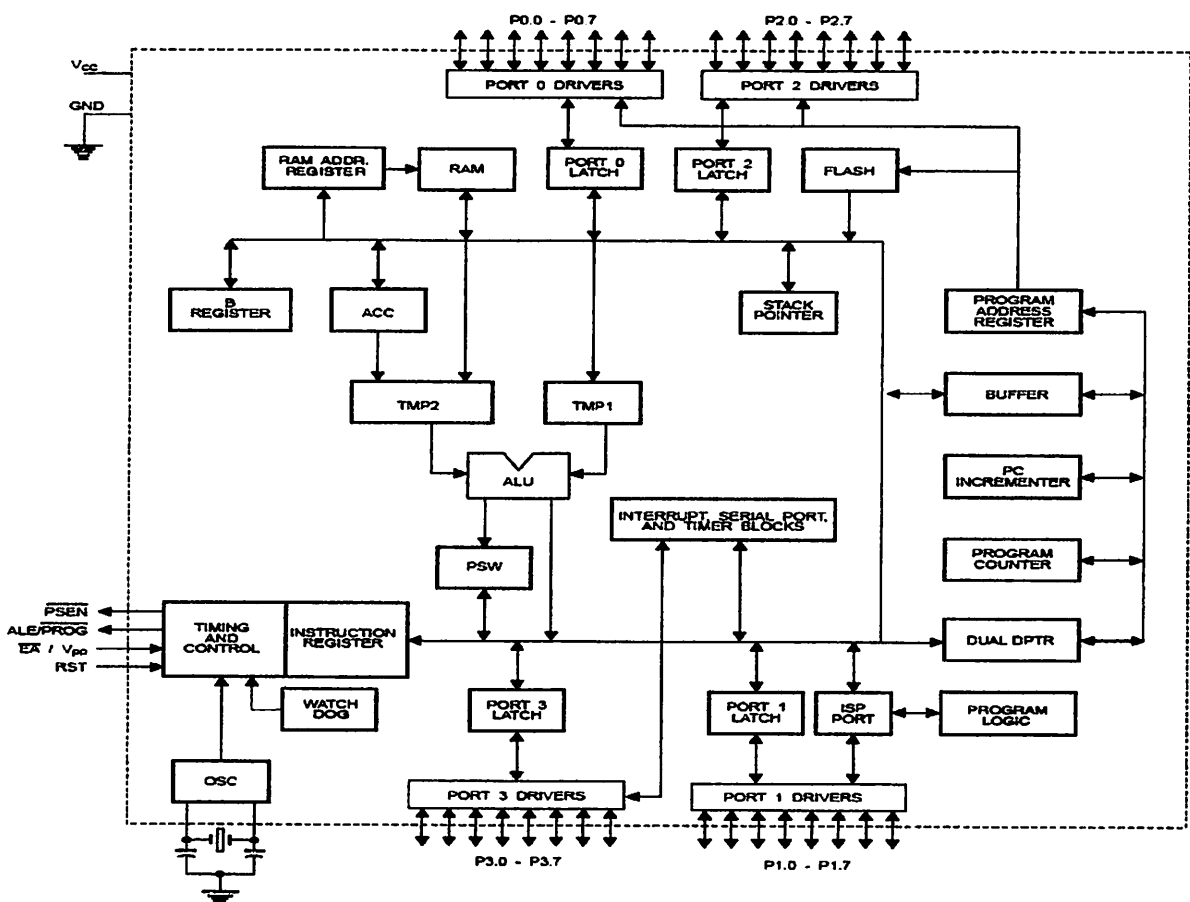 P0.0 - P0.7
P2.0 - P2.7
VCC
PORT 0 DRIVERS
PORT 2 DRIVERS
GND
RAM ADDR.
REGISTER
RAM
PORT 0
LATCH
PORT 2
LATCH
FLASH
B
REGISTER
ACC
STACK
POINTER
PROGRAM
ADDRESS
REGISTER
TMP2
TMP1
BUFFER
ALU
PC
INCREMENTER
INTERRUPT, SERIAL PORT,
AND TIMER BLOCKS
PSW
PROGRAM
COUNTER
PSEN
ALE/PROG
EA / VPP
RST
TIMING
AND
CONTROL
INSTRUCTION
REGISTER
DUAL DPTR
WATCH
DOG
PORT 3
LATCH
PORT 1
LATCH
ISP
PORT
PROGRAM
LOGIC
OSC
PORT 3 DRIVERS
PORT 1 DRIVERS
P3.0 - P3.7
P1.0 - P1.7